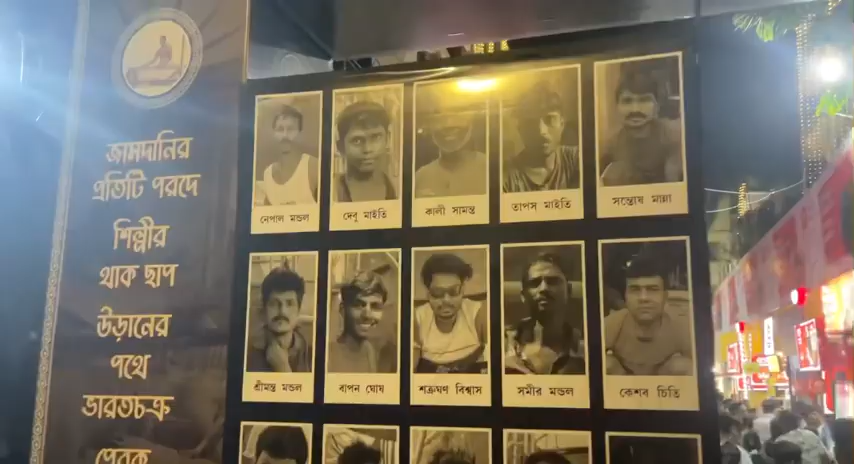 জামদানির
প্রতিটি পরদে
শিল্পীর
থাক ছাপ
উড়ানের
পথে
ভারতচক্র
নেপাল মন্ডল
দেবু মাইতি
কালী সামন্ত
তাপস মাইতি
সন্তোষ মান্না
শ্রীমন্ত মন্ডল
বাপন ঘোষ
শত্রুঘণ বিশ্বাস
সমীর মন্ডল
কেশব চিতি